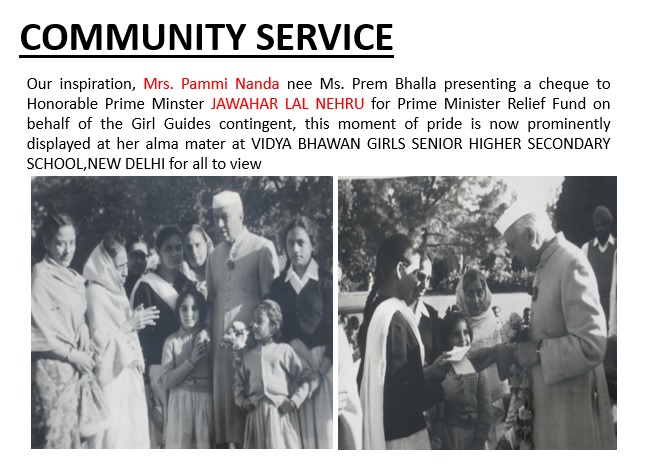 COMMUNITY SERVICE
Our inspiration, Mrs. Pammi Nanda nee Ms. Prem Bhalla presenting a cheque to
Honorable Prime Minster JAWAHAR LAL NEHRU for Prime Minister Relief Fund on
behalf of the Girl Guides contingent, this moment of pride is now prominently
displayed at her alma mater at VIDYA BHAWAN GIRLS SENIOR HIGHER SECONDARY
SCHOOL,NEW DELHI for all to view